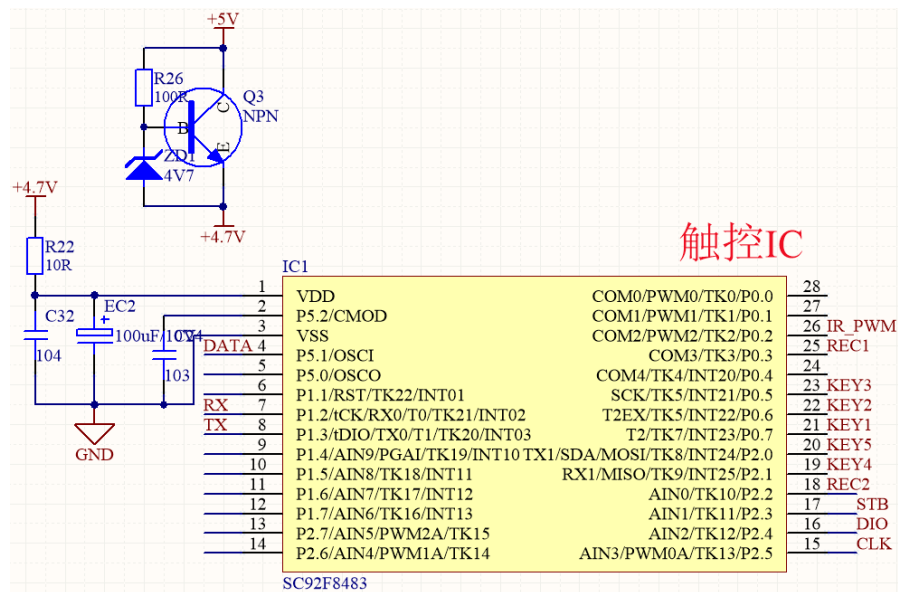 +5V
R26
100R
Q3
NPN
C
B
E
ZD1
4V7
+4.7V
+4.7V
R22
10R
触控IC
IC1
C32
104
EC2
+
100uF/10V
103
GND
DATA
RX
TX
1 VDD
2 P5.2/CMOD
3 VSS
4 P5.1/OSCI
5 P5.0/OSCO
6 P1.1/RST/TK22/INT01
7 P1.2/tCK/RX0/T0/TK21/INT02
8 P1.3/tDIO/TX0/T1/TK20/INT03
9 P1.4/AIN9/PGAI/TK19/INT10
10 P1.5/AIN8/TK18/INT11
11 P1.6/AIN7/TK17/INT12
12 P1.7/AIN6/TK16/INT13
13 P2.7/AIN5/PWM2A/TK15
14 P2.6/AIN4/PWM1A/TK14
COM0/PWM0/TK0/P0.0 28
COM1/PWM1/TK1/P0.1 27
COM2/PWM2/TK2/P0.2 26 IR_PWM
COM3/TK3/P0.3 25 REC1
COM4/TK4/INT20/P0.4 24
SCK/TK5/INT21/P0.5 23 KEY3
T2EX/TK5/INT22/P0.6 22 KEY2
T2/TK7/INT23/P0.7 21 KEY1
TX1/SDA/MOSI/TK8/INT24/P2.0 20 KEY5
RX1/MISO/TK9/INT25/P2.1 19 KEY4
AIN0/TK10/P2.2 18 REC2
AIN1/TK11/P2.3 17 STB
AIN2/TK12/P2.4 16 DIO
AIN3/PWM0A/TK13/P2.5 15 CLK
SC92F8483